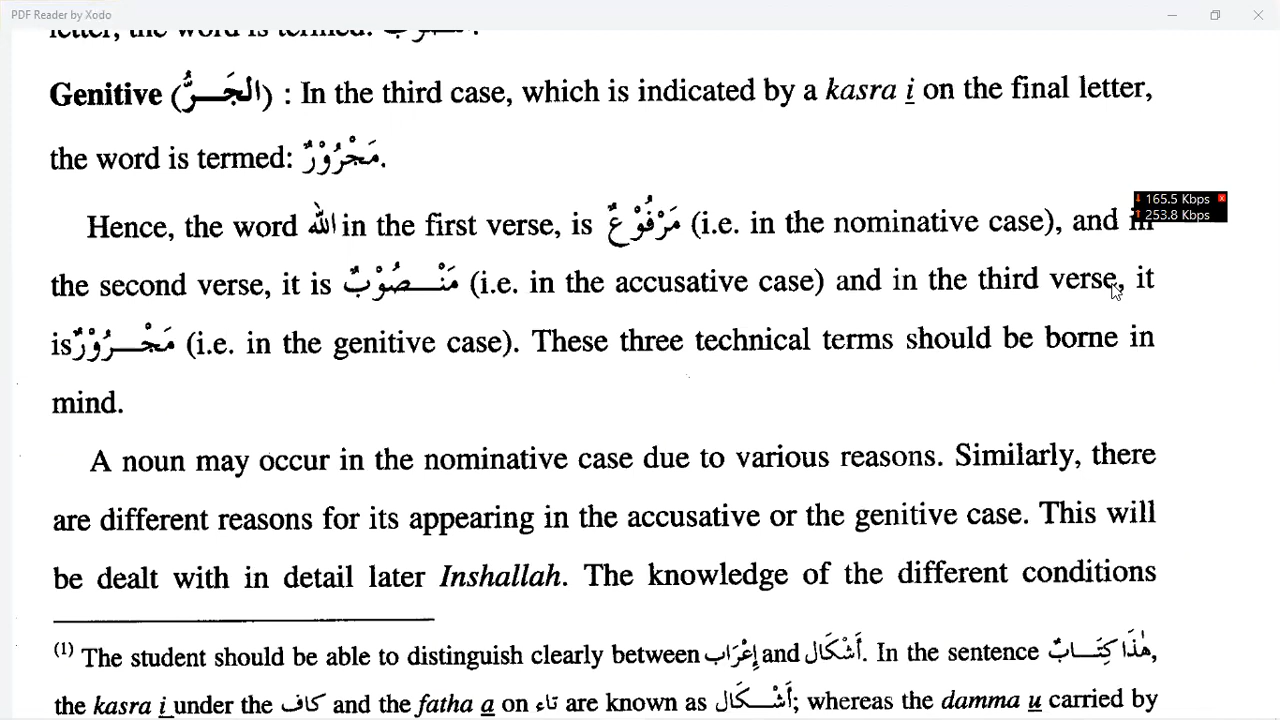 PDF Reader by Xodo
letter, the word is termed:
Genitive (الجَرُّ) : In the third case, which is indicated by a kasra i on the final letter,
the word is termed: مَجْرُوْرٌ.
165.5 Kbps
253.8 Kbps
Hence, the word الله in the first verse, is مَرْفُوْعٌ (i.e. in the nominative case), and in
the second verse, it is مَنْصُوْبٌ (i.e. in the accusative case) and in the third verse, it
is مَجْرُوْرٌ (i.e. in the genitive case). These three technical terms should be borne in
mind.
A noun may occur in the nominative case due to various reasons. Similarly, there
are different reasons for its appearing in the accusative or the genitive case. This will
be dealt with in detail later Inshallah. The knowledge of the different conditions
(1) The student should be able to distinguish clearly between إِعْرَاب and أَشْكَال. In the sentence هٰذَا كِتَابٌ,
the kasra i under the كاف and the fatha a on تاء are known as أَشْكَال; whereas the damma u carried by